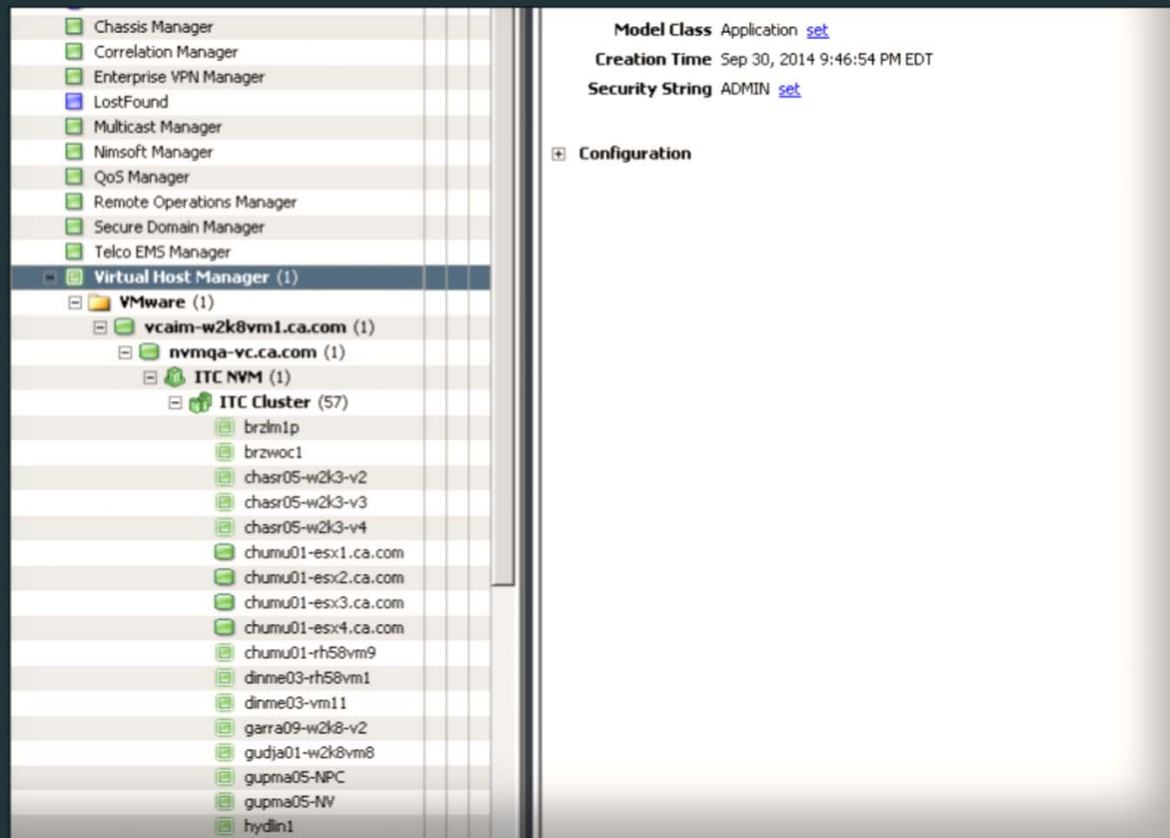 Chassis Manager
Correlation Manager
Enterprise VPN Manager
LostFound
Multicast Manager
Nimsoft Manager
QoS Manager
Remote Operations Manager
Secure Domain Manager
Telco EMS Manager
Virtual Host Manager (1)
VMware (1)
vcaim-w2k8vm1.ca.com (1)
nvmqa-vc.ca.com (1)
ITC NVM (1)
ITC Cluster (57)
brzlm1p
brzwoc1
chasr05-w2k3-v2
chasr05-w2k3-v3
chasr05-w2k3-v4
chumu01-esx1.ca.com
chumu01-esx2.ca.com
chumu01-esx3.ca.com
chumu01-esx4.ca.com
chumu01-rh58vm9
dinme03-rh58vm1
dinme03-vm11
garra09-w2k8-v2
gudja01-w2k8vm8
gupma05-NPC
gupma05-NV
hydlin1
Model Class Application set
Creation Time Sep 30, 2014 9:46:54 PM EDT
Security String ADMIN set
Configuration